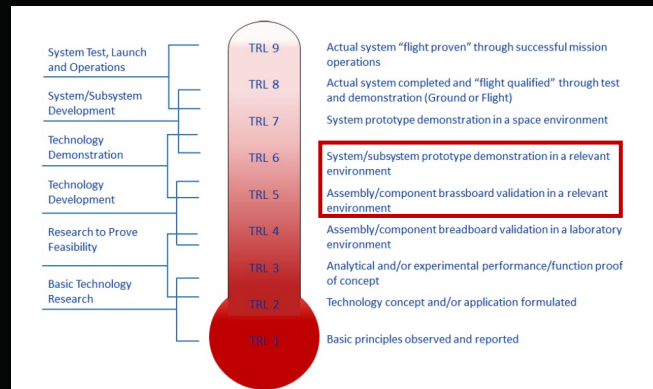 System Test, Launch
and Operations
System/Subsystem
Development
Technology
Demonstration
Technology
Development
Research to Prove
Feasibility
Basic Technology
Research
TRL 9
TRL 8
TRL 7
TRL 6
TRL 5
TRL 4
TRL 3
TRL 2
TRL 1
Actual system “flight proven” through successful mission
operations
Actual system completed and “flight qualified” through test
and demonstration (Ground or Flight)
System prototype demonstration in a space environment
System/subsystem prototype demonstration in a relevant
environment
Assembly/component brassboard validation in a relevant
environment
Assembly/component breadboard validation in a laboratory
environment
Analytical and/or experimental performance/function proof
of concept
Technology concept and/or application formulated
Basic principles observed and reported